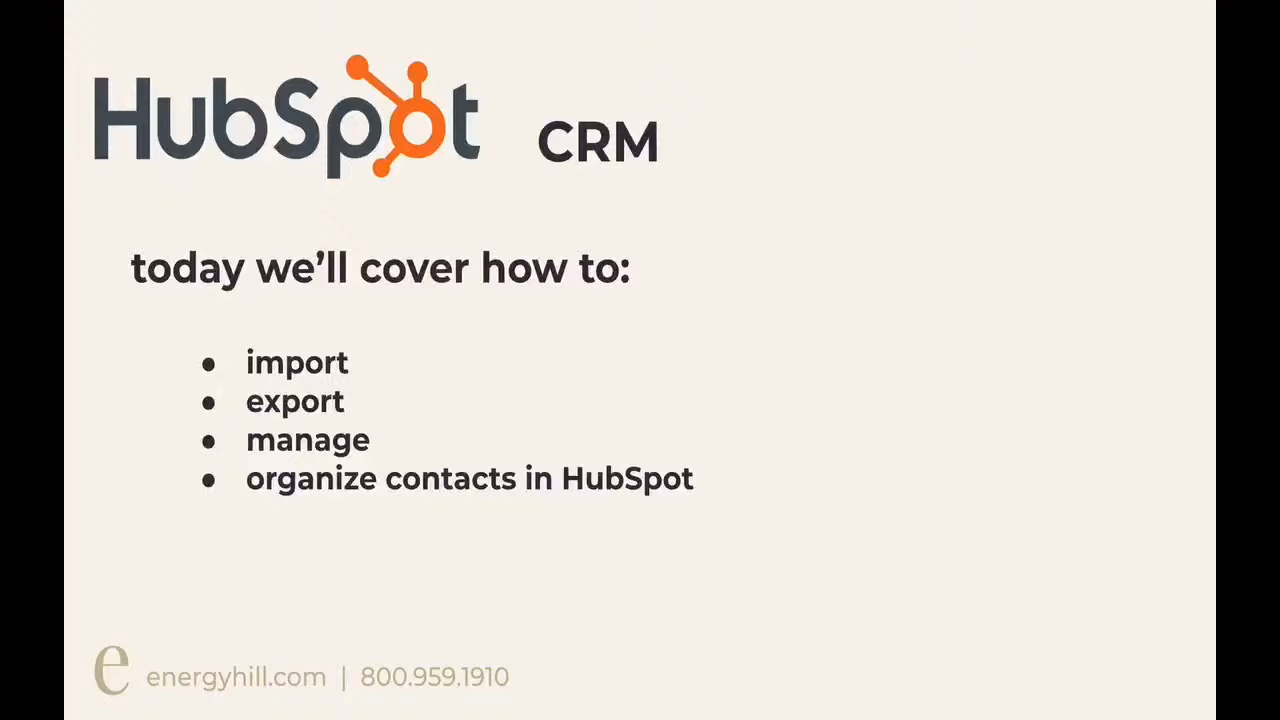 HubSpot CRM
today we'll cover how to:
● import
● export
● manage
● organize contacts in HubSpot
e energyhill.com | 800.959.1910